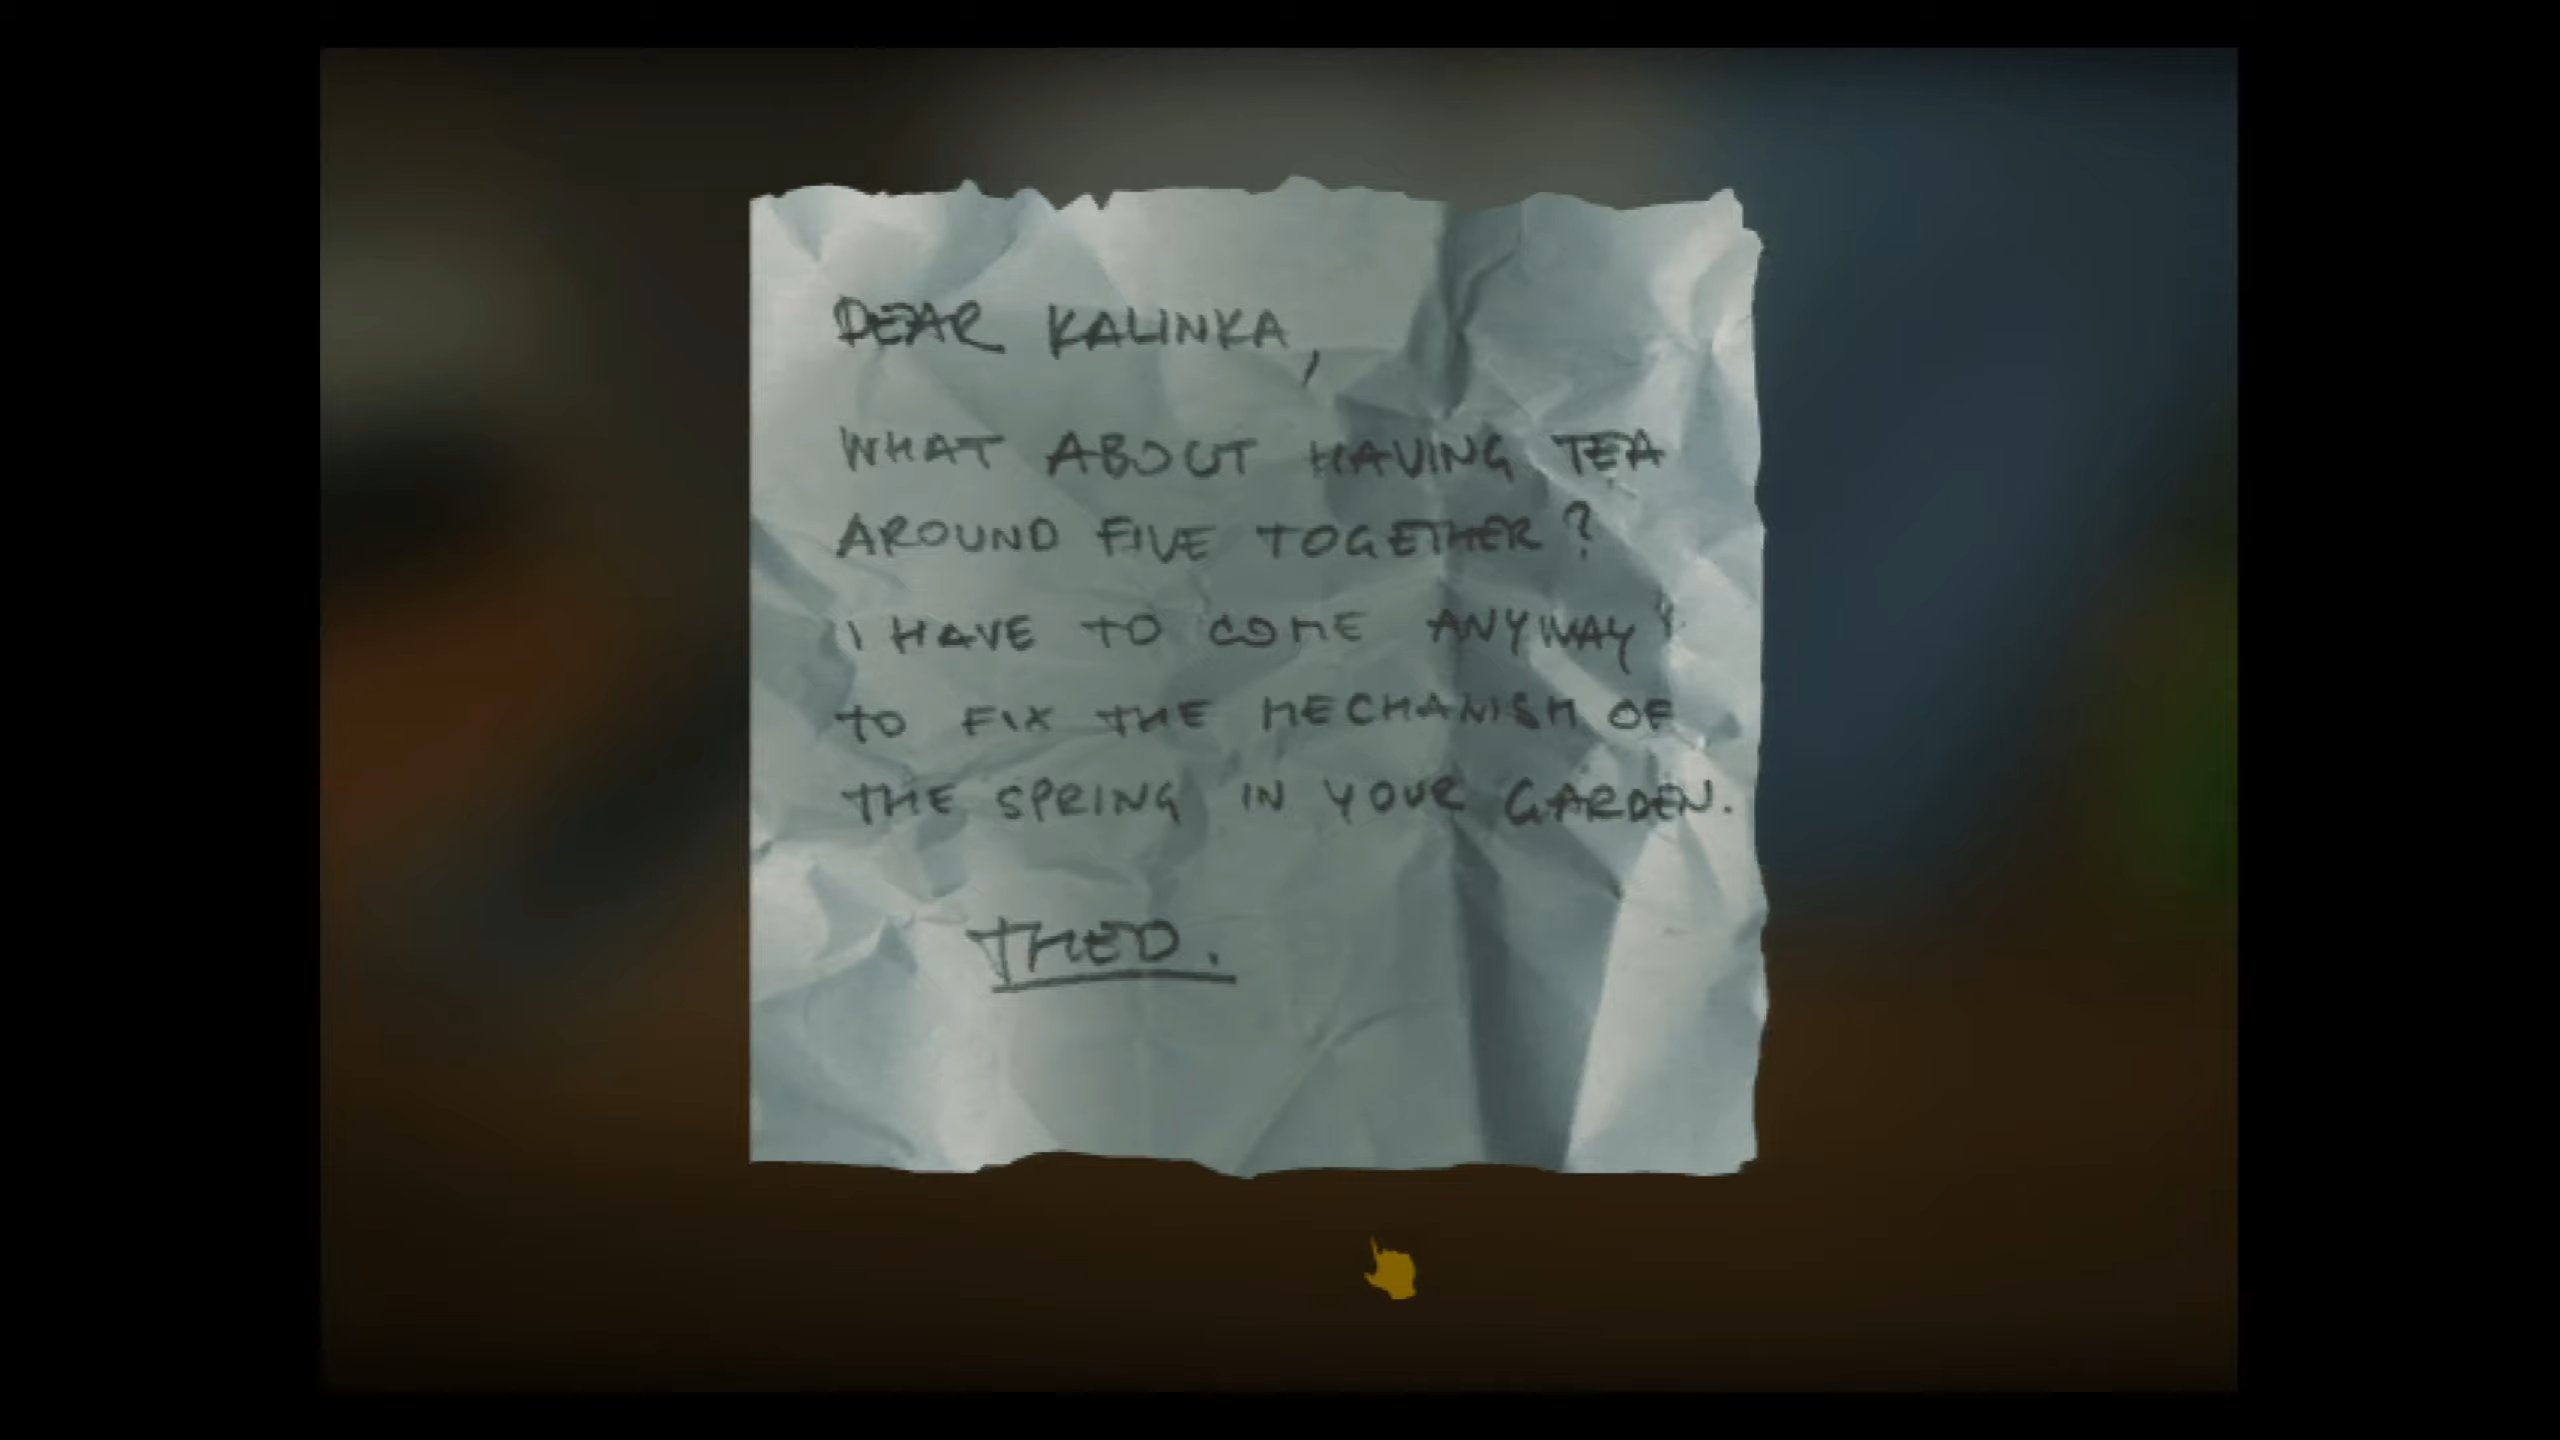 DEAR KALINKA,
WHAT ABOUT HAVING TEA
AROUND FIVE TOGETHER?
I HAVE TO COME ANYWAY
TO FIX THE MECHANISM OF
THE SPRING IN YOUR GARDEN.
THEO.